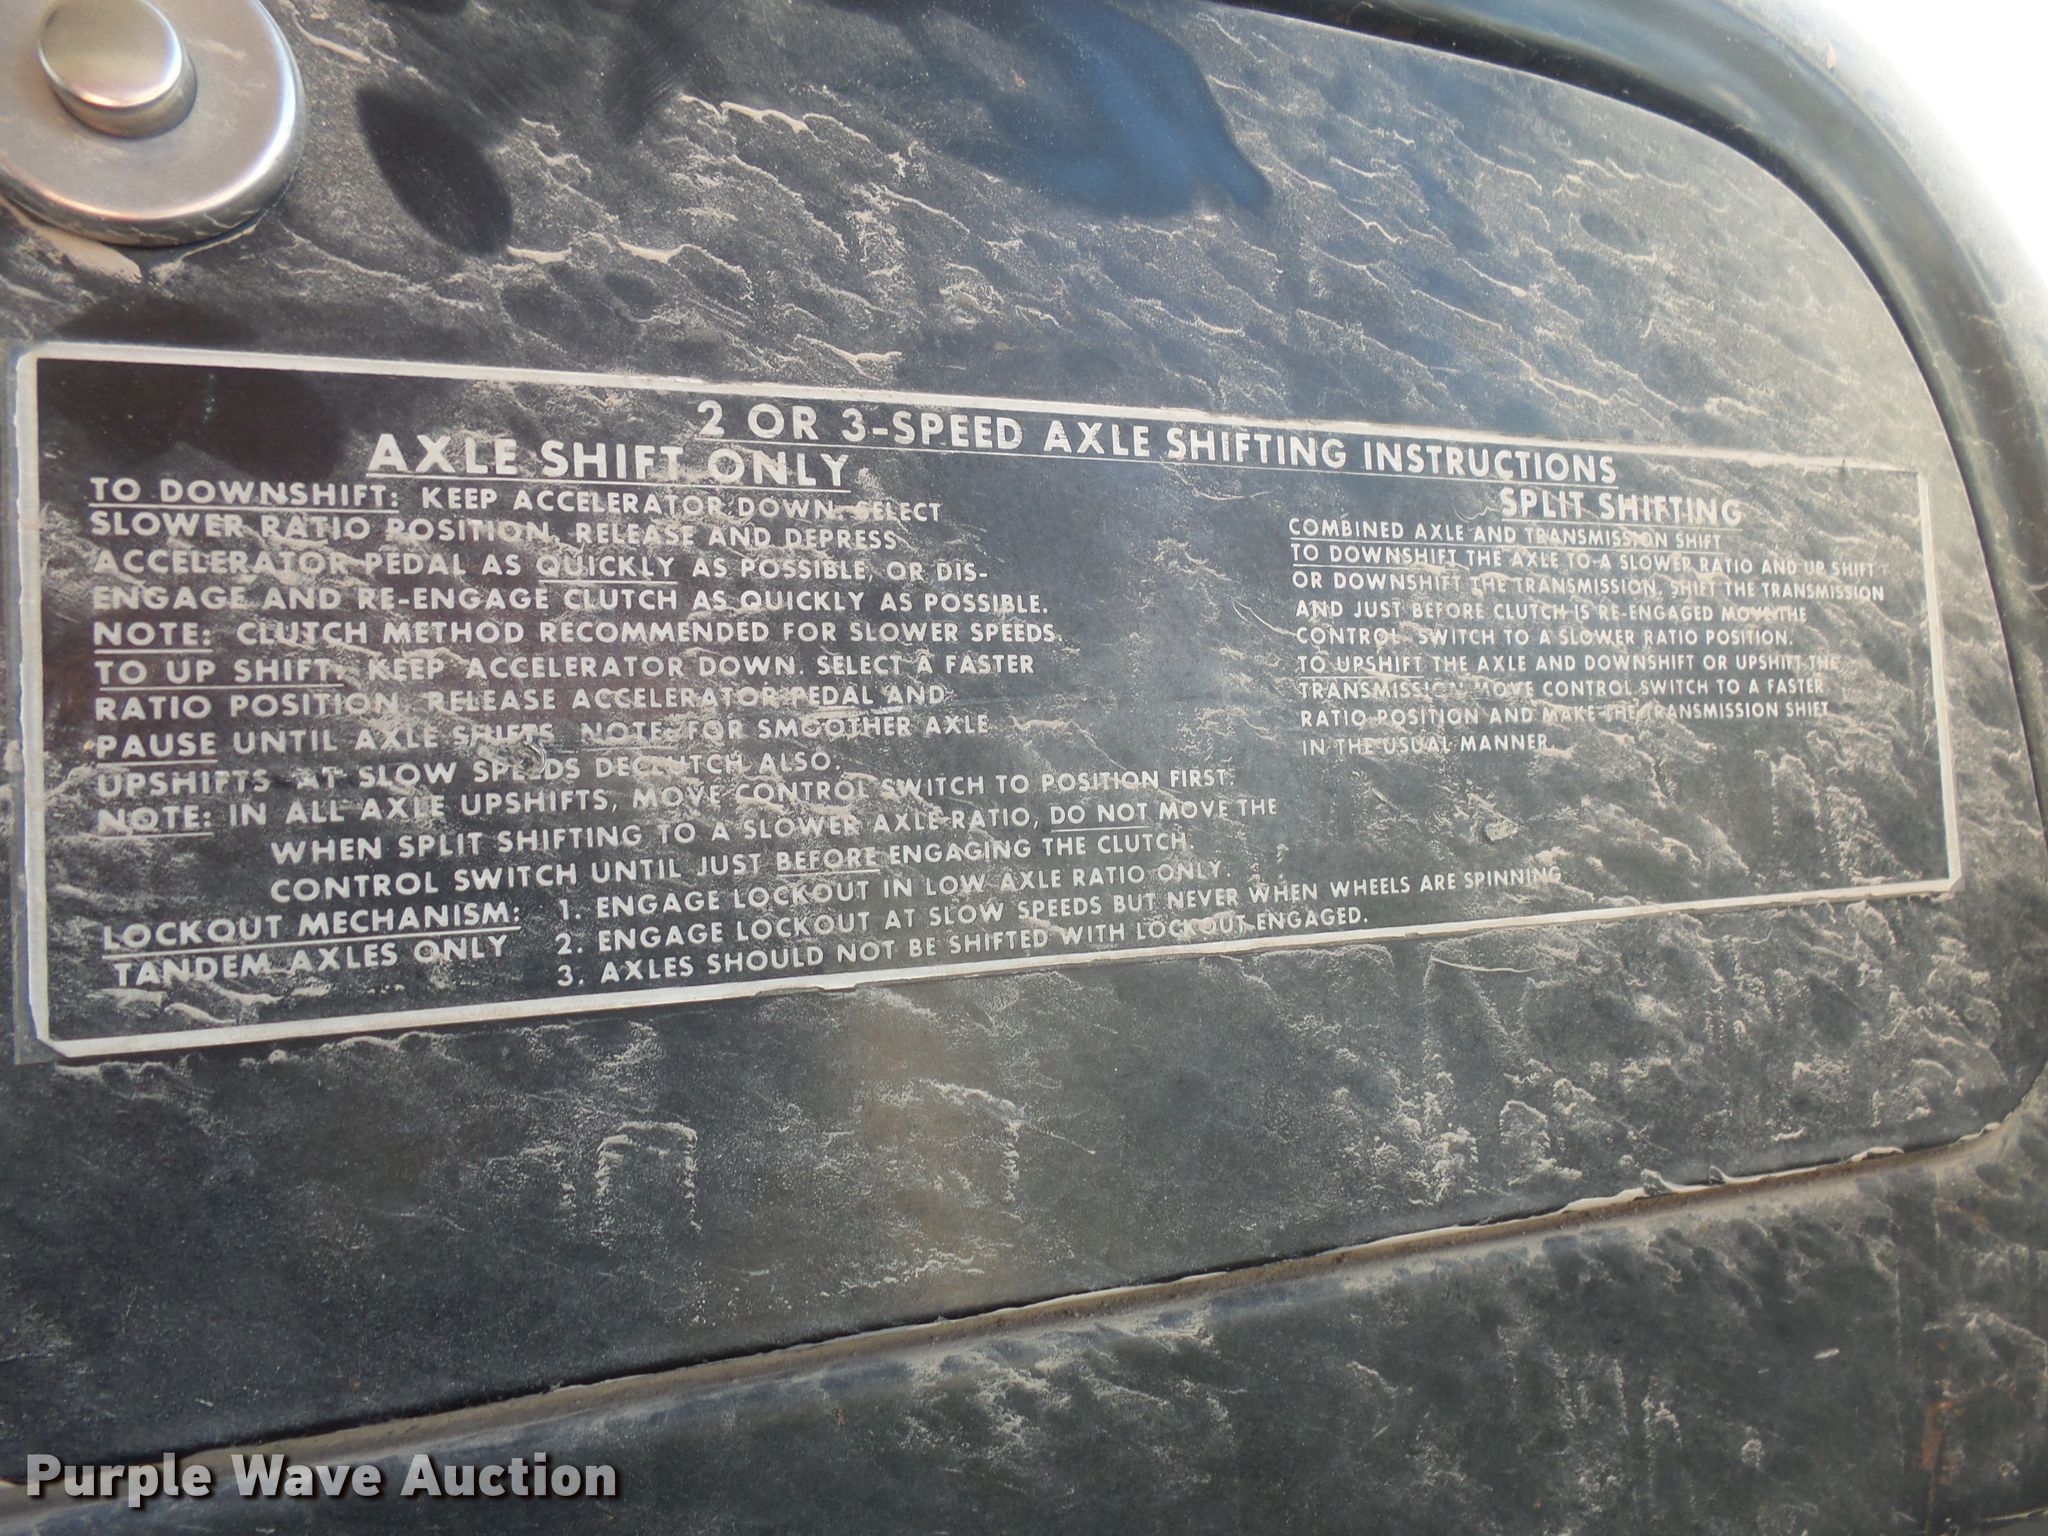 2 OR 3-SPEED AXLE SHIFTING INSTRUCTIONS
AXLE SHIFT ONLY
TO DOWNSHIFT: KEEP ACCELERATOR DOWN. SELECT
SLOWER RATIO POSITION, RELEASE AND DEPRESS
ACCELERATOR PEDAL AS QUICKLY AS POSSIBLE, OR DIS-
ENGAGE AND RE-ENGAGE CLUTCH AS QUICKLY AS POSSIBLE.
NOTE: CLUTCH METHOD RECOMMENDED FOR SLOWER SPEEDS.
TO UP SHIFT: KEEP ACCELERATOR DOWN. SELECT A FASTER
RATIO POSITION, RELEASE ACCELERATOR PEDAL AND
PAUSE UNTIL AXLE SHIFTS. NOTE: FOR SMOOTHER AXLE
UPSHIFTS AT SLOW SPEEDS DECLUTCH ALSO.
NOTE: IN ALL AXLE UPSHIFTS, MOVE CONTROL SWITCH TO POSITION FIRST.
WHEN SPLIT SHIFTING TO A SLOWER AXLE RATIO, DO NOT MOVE THE
CONTROL SWITCH UNTIL JUST BEFORE ENGAGING THE CLUTCH.
LOCKOUT MECHANISM: 1. ENGAGE LOCKOUT IN LOW AXLE RATIO ONLY.
TANDEM AXLES ONLY 2. ENGAGE LOCKOUT AT SLOW SPEEDS BUT NEVER WHEN WHEELS ARE SPINNING
3. AXLES SHOULD NOT BE SHIFTED WITH LOCKOUT ENGAGED.
SPLIT SHIFTING
COMBINED AXLE AND TRANSMISSION SHIFT
TO DOWNSHIFT THE AXLE TO A SLOWER RATIO AND UP SHIFT
OR DOWNSHIFT THE TRANSMISSION, SHIFT THE TRANSMISSION
AND JUST BEFORE CLUTCH IS RE-ENGAGED MOVE THE
CONTROL SWITCH TO A SLOWER RATIO POSITION.
TO UPSHIFT THE AXLE AND DOWNSHIFT OR UPSHIFT THE
TRANSMISSION MOVE CONTROL SWITCH TO A FASTER
RATIO POSITION AND MAKE THE TRANSMISSION SHIFT
IN THE USUAL MANNER.
Purple Wave Auction